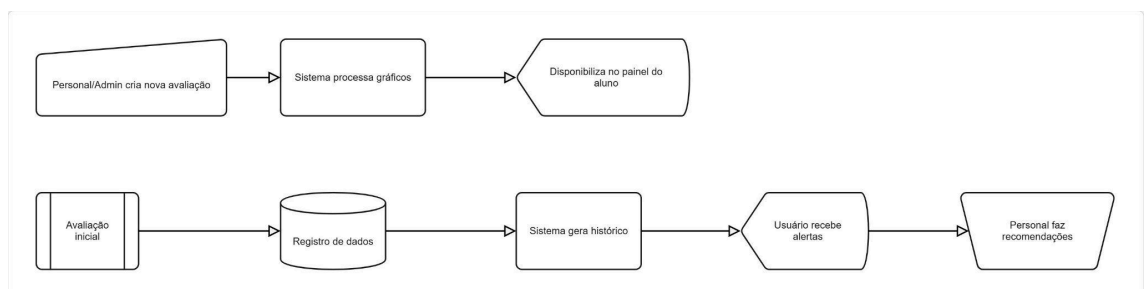 Personal/Admin cria nova avaliação
Sistema processa gráficos
Disponibiliza no painel do
aluno
Avaliação
inicial
Registro de dados
Sistema gera histórico
Usuário recebe
alertas
Personal faz
recomendações